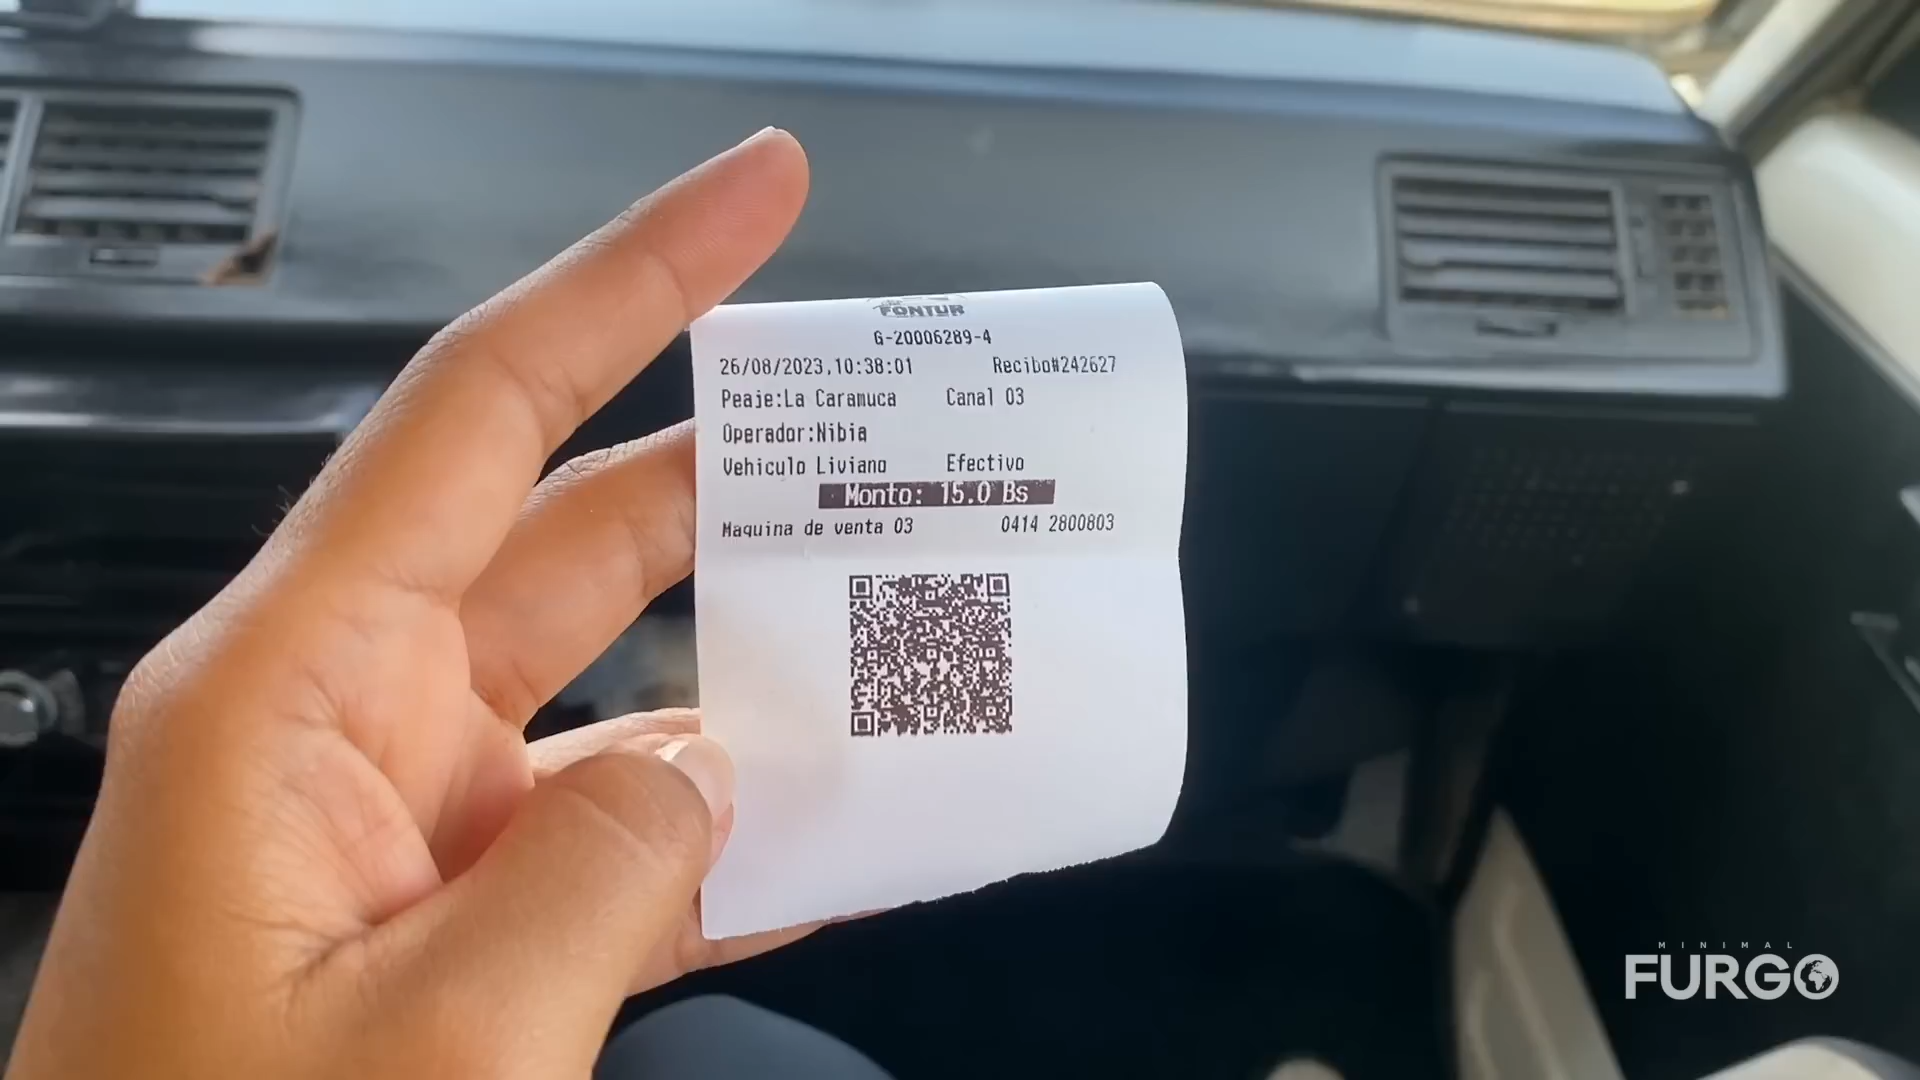 FONTUR
G-20006289-4
26/08/2023,10:38:01 Recibo#242627
Peaje:La Caramuca Canal 03
Operador:Nibia
Vehiculo Liviano Efectivo
Monto: 15.0 Bs
Maquina de venta 03 0414 2800803
MINIMAL
FURGO